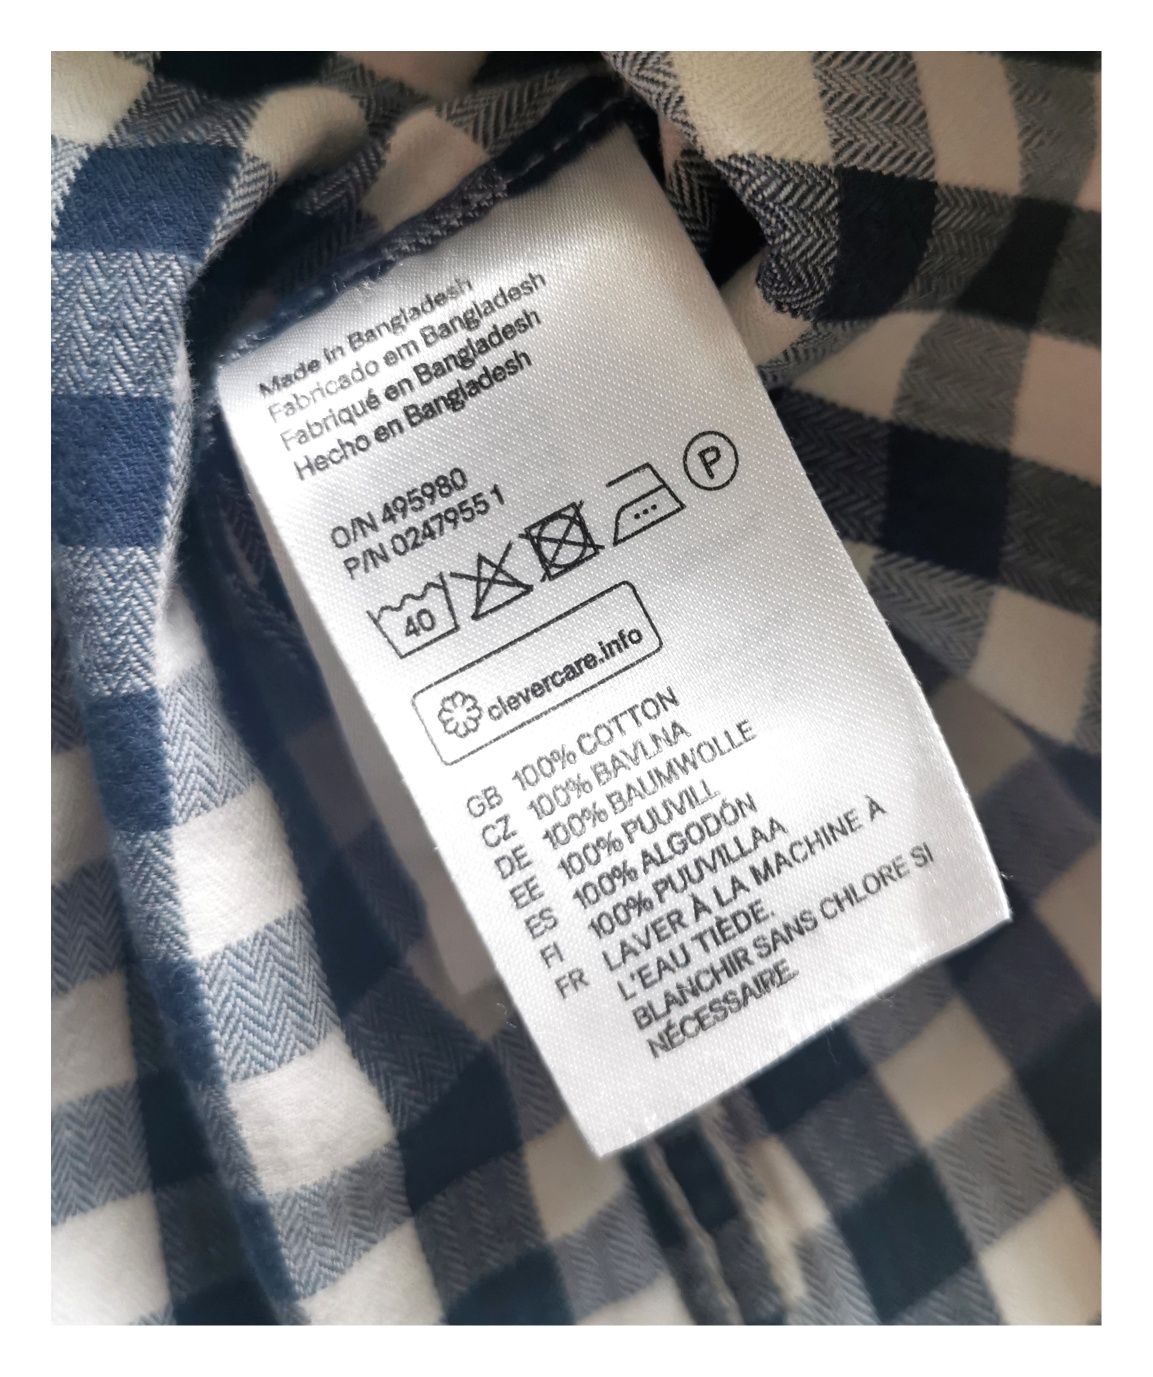 Made in Bangladesh
Fabricado em Bangladesh
Fabriqué en Bangladesh
Hecho en Bangladesh
O/N 495980
P/N 02479551
40
P
clevercare.info
GB 100% COTTON
CZ 100% BAVLNA
DE 100% BAUMWOLLE
EE 100% PUUVILL
ES 100% ALGODÓN
FI 100% PUUVILLAA
FR LAVER À LA MACHINE À
L'EAU TIÈDE.
BLANCHIR SANS CHLORE SI
NÉCESSAIRE.